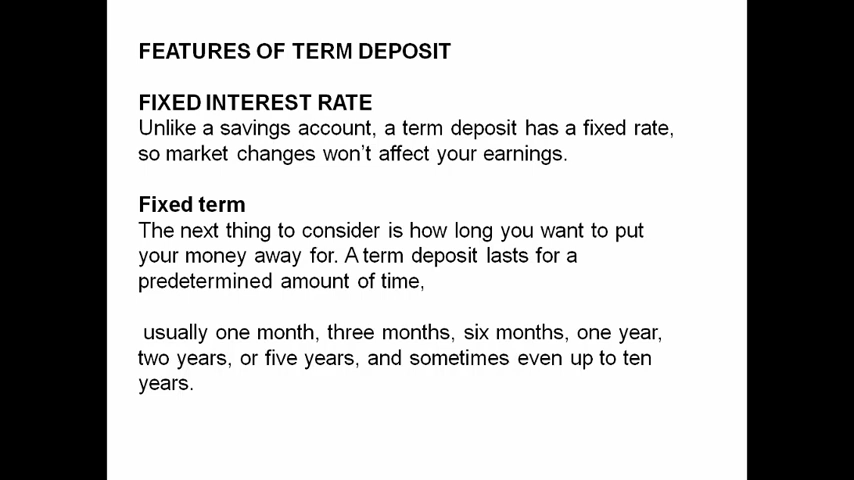 FEATURES OF TERM DEPOSIT
FIXED INTEREST RATE
Unlike a savings account, a term deposit has a fixed rate,
so market changes won't affect your earnings.
Fixed term
The next thing to consider is how long you want to put
your money away for. A term deposit lasts for a
predetermined amount of time,
usually one month, three months, six months, one year,
two years, or five years, and sometimes even up to ten
years.